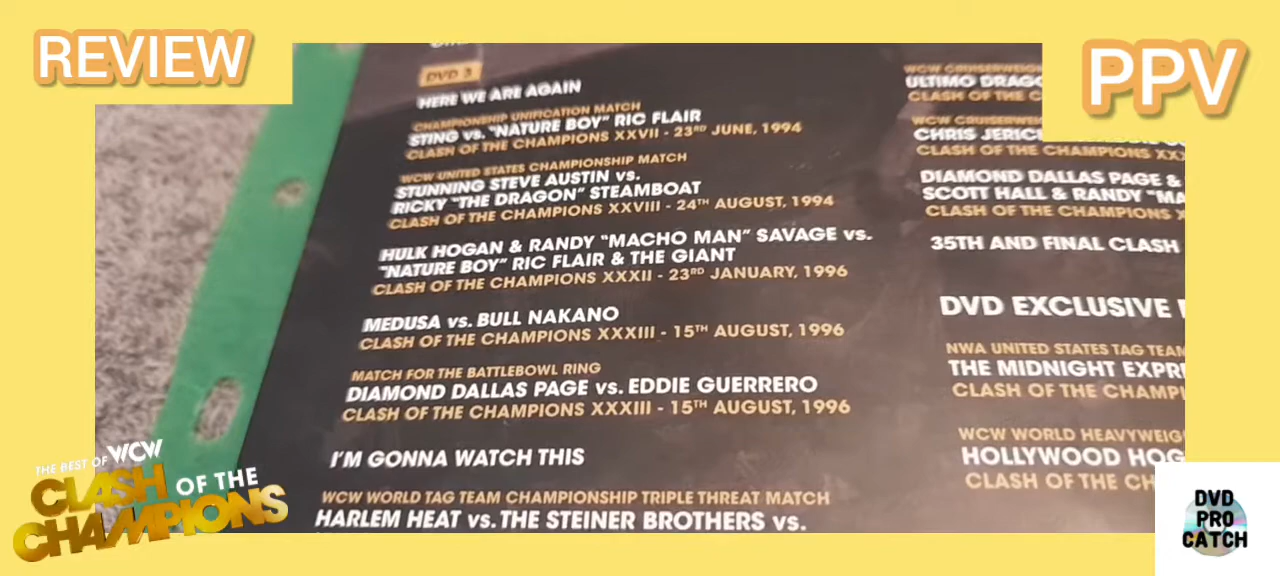 REVIEW
PPV
DVD 3
HERE WE ARE AGAIN
CHAMPIONSHIP UNIFICATION MATCH
STING vs. "NATURE BOY" RIC FLAIR
CLASH OF THE CHAMPIONS XXVII - 23RD JUNE, 1994
WCW UNITED STATES CHAMPIONSHIP MATCH
STUNNING STEVE AUSTIN vs.
RICKY "THE DRAGON" STEAMBOAT
CLASH OF THE CHAMPIONS XXVIII - 24TH AUGUST, 1994
HULK HOGAN & RANDY "MACHO MAN" SAVAGE vs.
"NATURE BOY" RIC FLAIR & THE GIANT
CLASH OF THE CHAMPIONS XXXII - 23RD JANUARY, 1996
MEDUSA vs. BULL NAKANO
CLASH OF THE CHAMPIONS XXXIII - 15TH AUGUST, 1996
MATCH FOR THE BATTLEBOWL RING
DIAMOND DALLAS PAGE vs. EDDIE GUERRERO
CLASH OF THE CHAMPIONS XXXIII - 15TH AUGUST, 1996
I'M GONNA WATCH THIS
WCW WORLD TAG TEAM CHAMPIONSHIP TRIPLE THREAT MATCH
HARLEM HEAT vs. THE STEINER BROTHERS vs.
WCW
ULTIMO
CLASH OF THE
WCW
CHRIS
CLASH OF THE CHAMPIONS
DIAMOND DALLAS PAGE &
SCOTT HALL & RANDY
CLASH OF THE CHAMPIONS
35TH AND FINAL CLASH
DVD EXCLUSIVE
NWA UNITED STATES TAG TEAM
THE MIDNIGHT
CLASH OF THE
WCW WORLD
HOLLYWOOD
CLASH OF THE
THE BEST OF WCW
CLASH OF THE
CHAMPIONS
DVD
PRO
CATCH